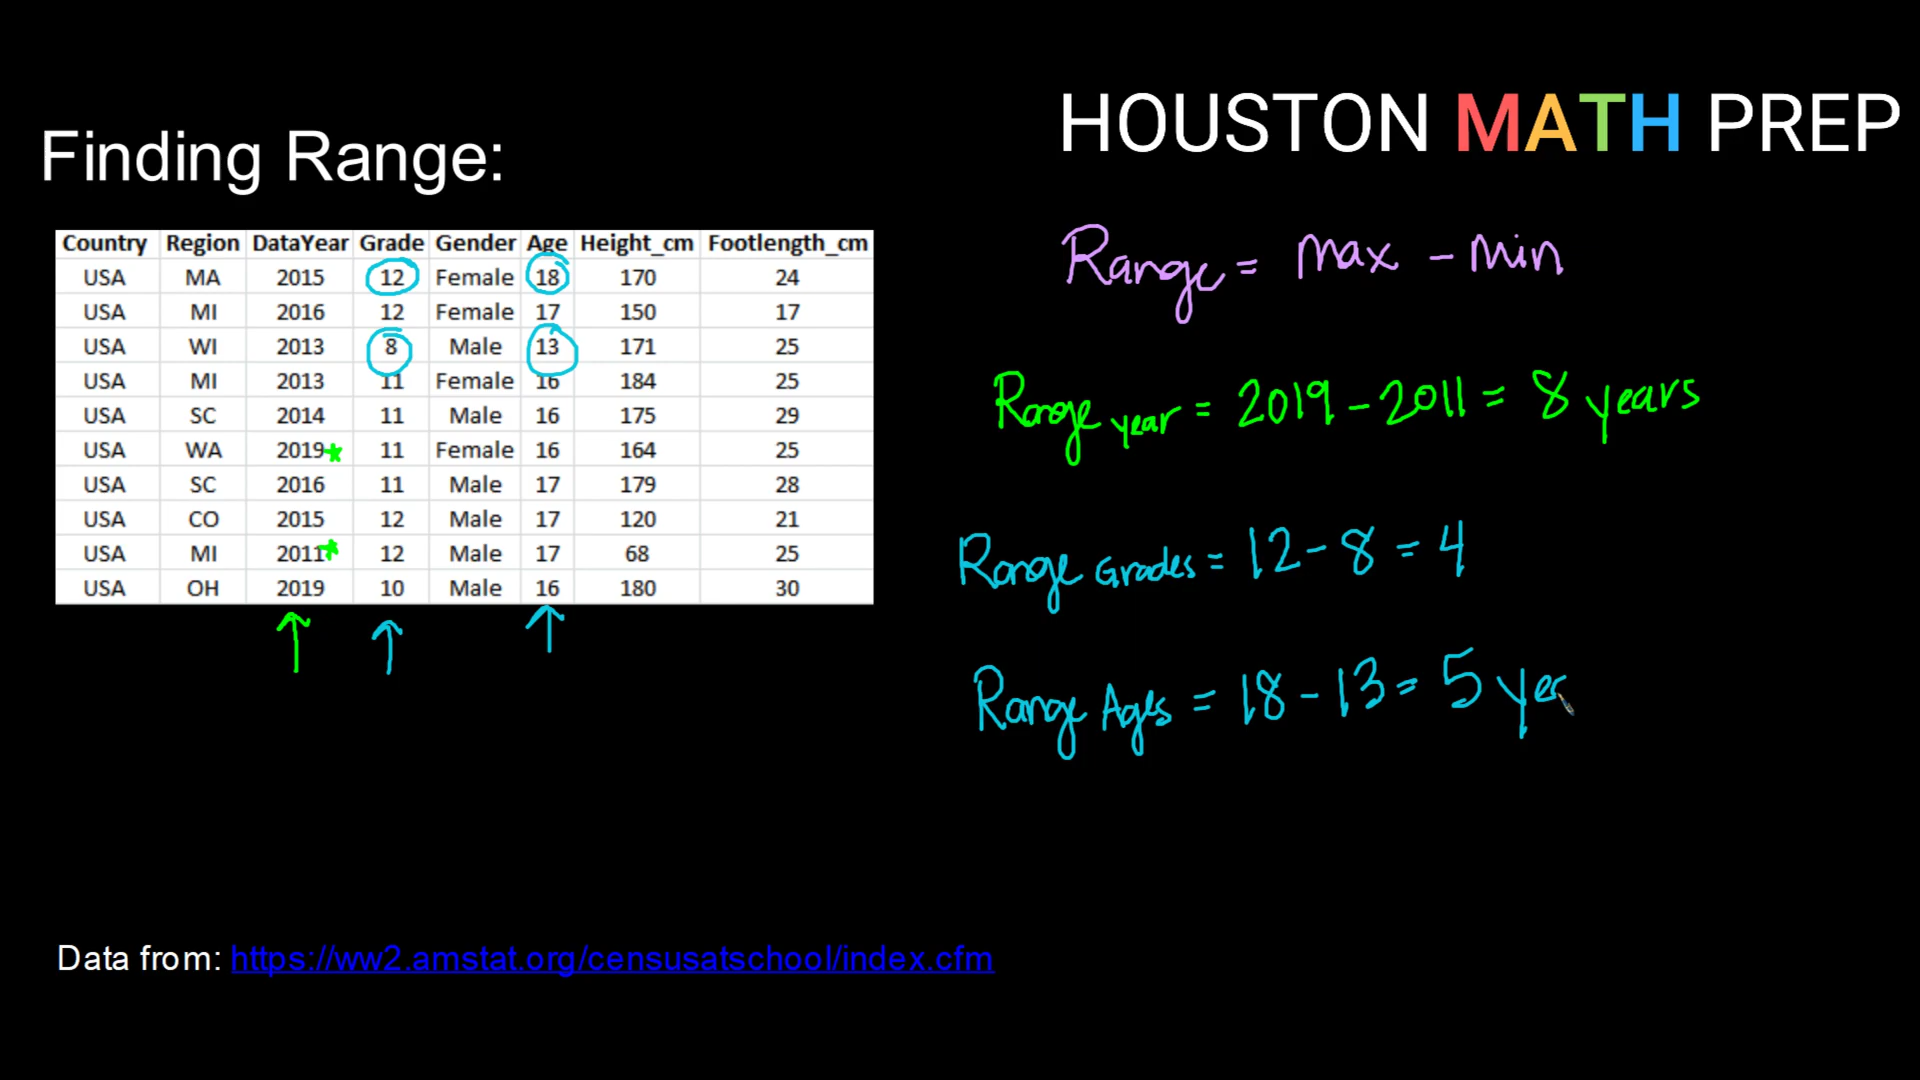 HOUSTON MATH PREP
Finding Range:
Country Region DataYear Grade Gender Age Height_cm Footlength_cm
USA MA 2015 12 Female 18 170 24
USA MI 2016 12 Female 17 150 17
USA WI 2013 8 Male 13 171 25
USA MI 2013 11 Female 16 184 25
USA SC 2014 11 Male 16 175 29
USA WA 2019* 11 Female 16 164 25
USA SC 2016 11 Male 17 179 28
USA CO 2015 12 Male 17 120 21
USA MI 2011* 12 Male 17 68 25
USA OH 2019 10 Male 16 180 30
Range = max - min
Range year = 2019 - 2011 = 8 years
Range Grades = 12 - 8 = 4
Range Ages = 18 - 13 = 5 yea
Data from: https://ww2.amstat.org/censusatschool/index.cfm